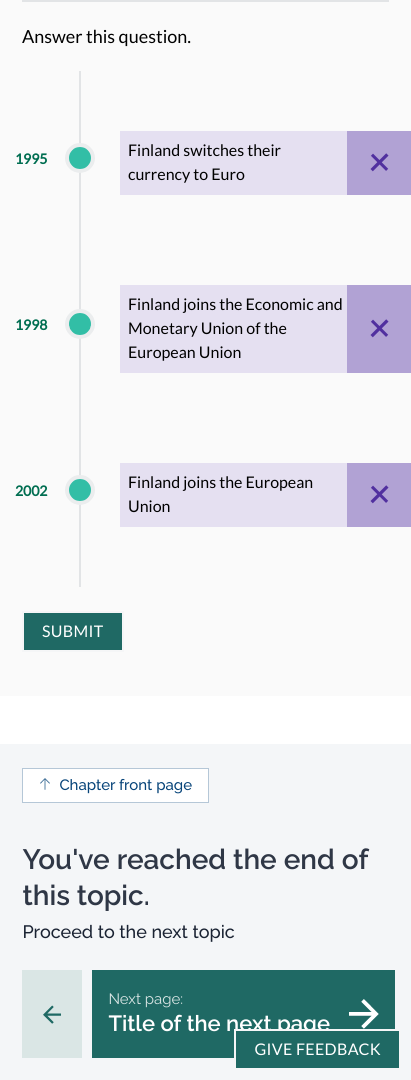 Answer this question.
1995
Finland switches their
currency to Euro
1998
Finland joins the Economic and
Monetary Union of the
European Union
2002
Finland joins the European
Union
SUBMIT
Chapter front page
You've reached the end of
this topic.
Proceed to the next topic
Next page:
Title of the next page
GIVE FEEDBACK